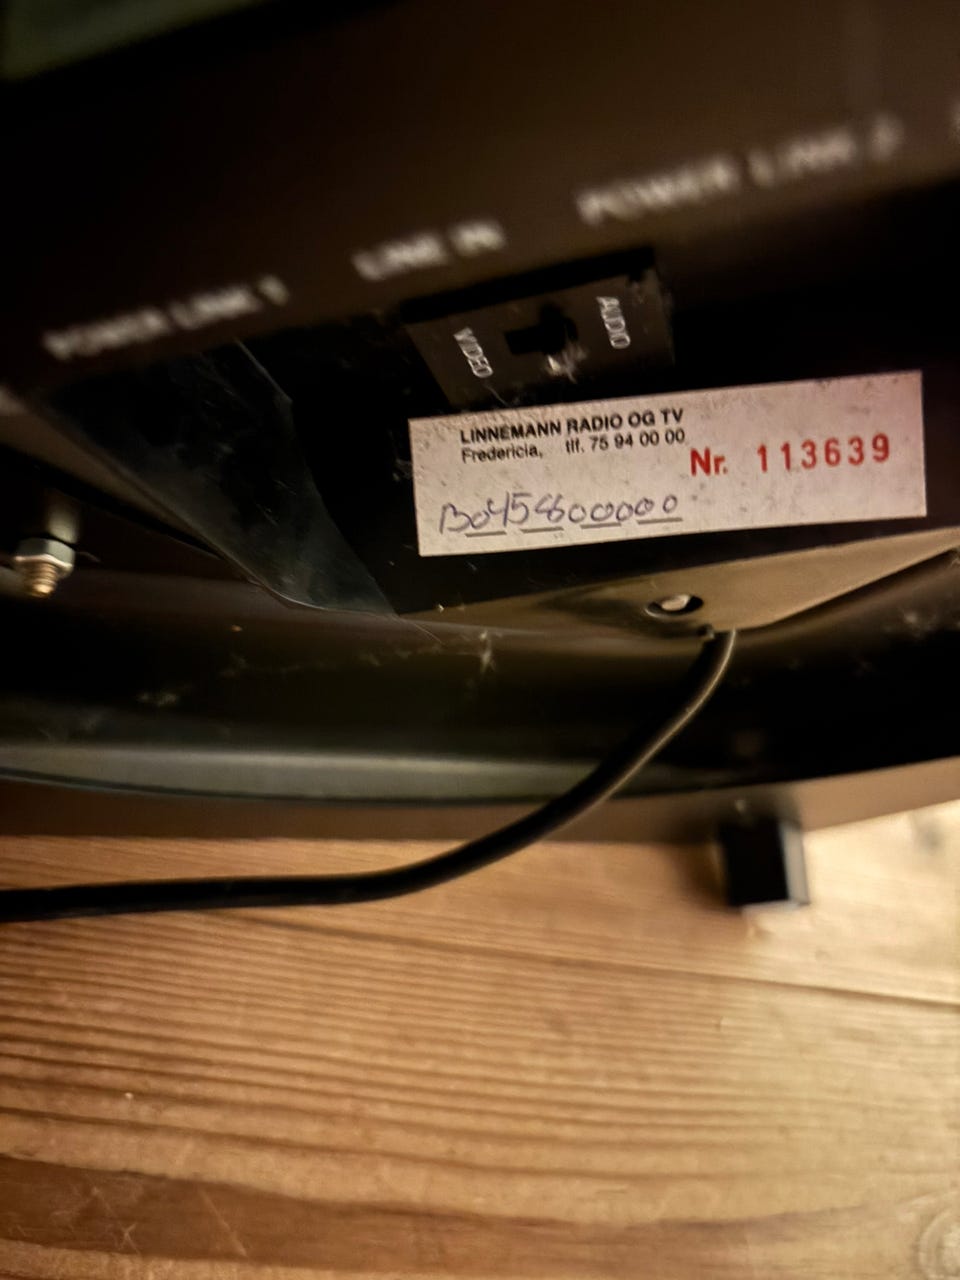 POWER LINK 2
LINE IN
POWER LINK 1
AUDIO
VIDEO
LINNEMANN RADIO OG TV
Fredericia, tlf. 75 94 00 00
Nr. 113639